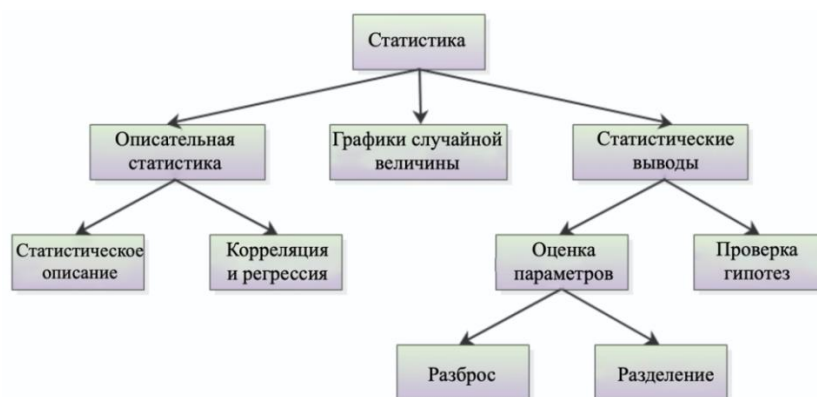 Статистика
Описательная
статистика
Графики случайной
величины
Статистические
выводы
Статистическое
описание
Корреляция
и регрессия
Оценка
параметров
Проверка
гипотез
Разброс
Разделение